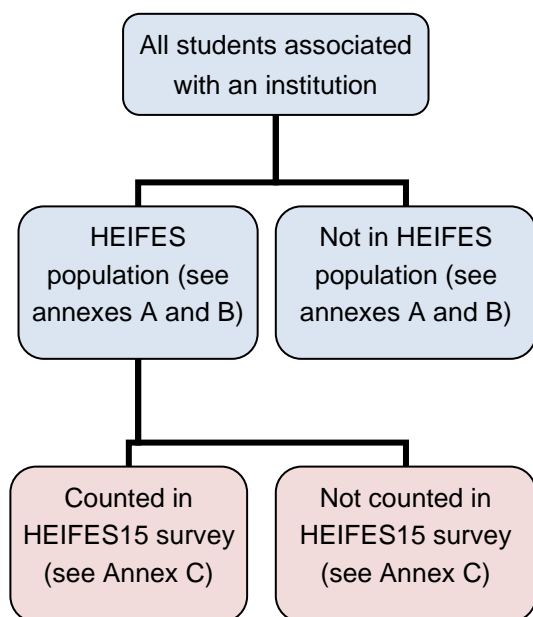 All students associated
with an institution
HEIFES
population (see
annexes A and B)
Not in HEIFES
population (see
annexes A and B)
Counted in
HEIFES15 survey
(see Annex C)
Not counted in
HEIFES15 survey
(see Annex C)